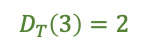 D_T(3) = 2